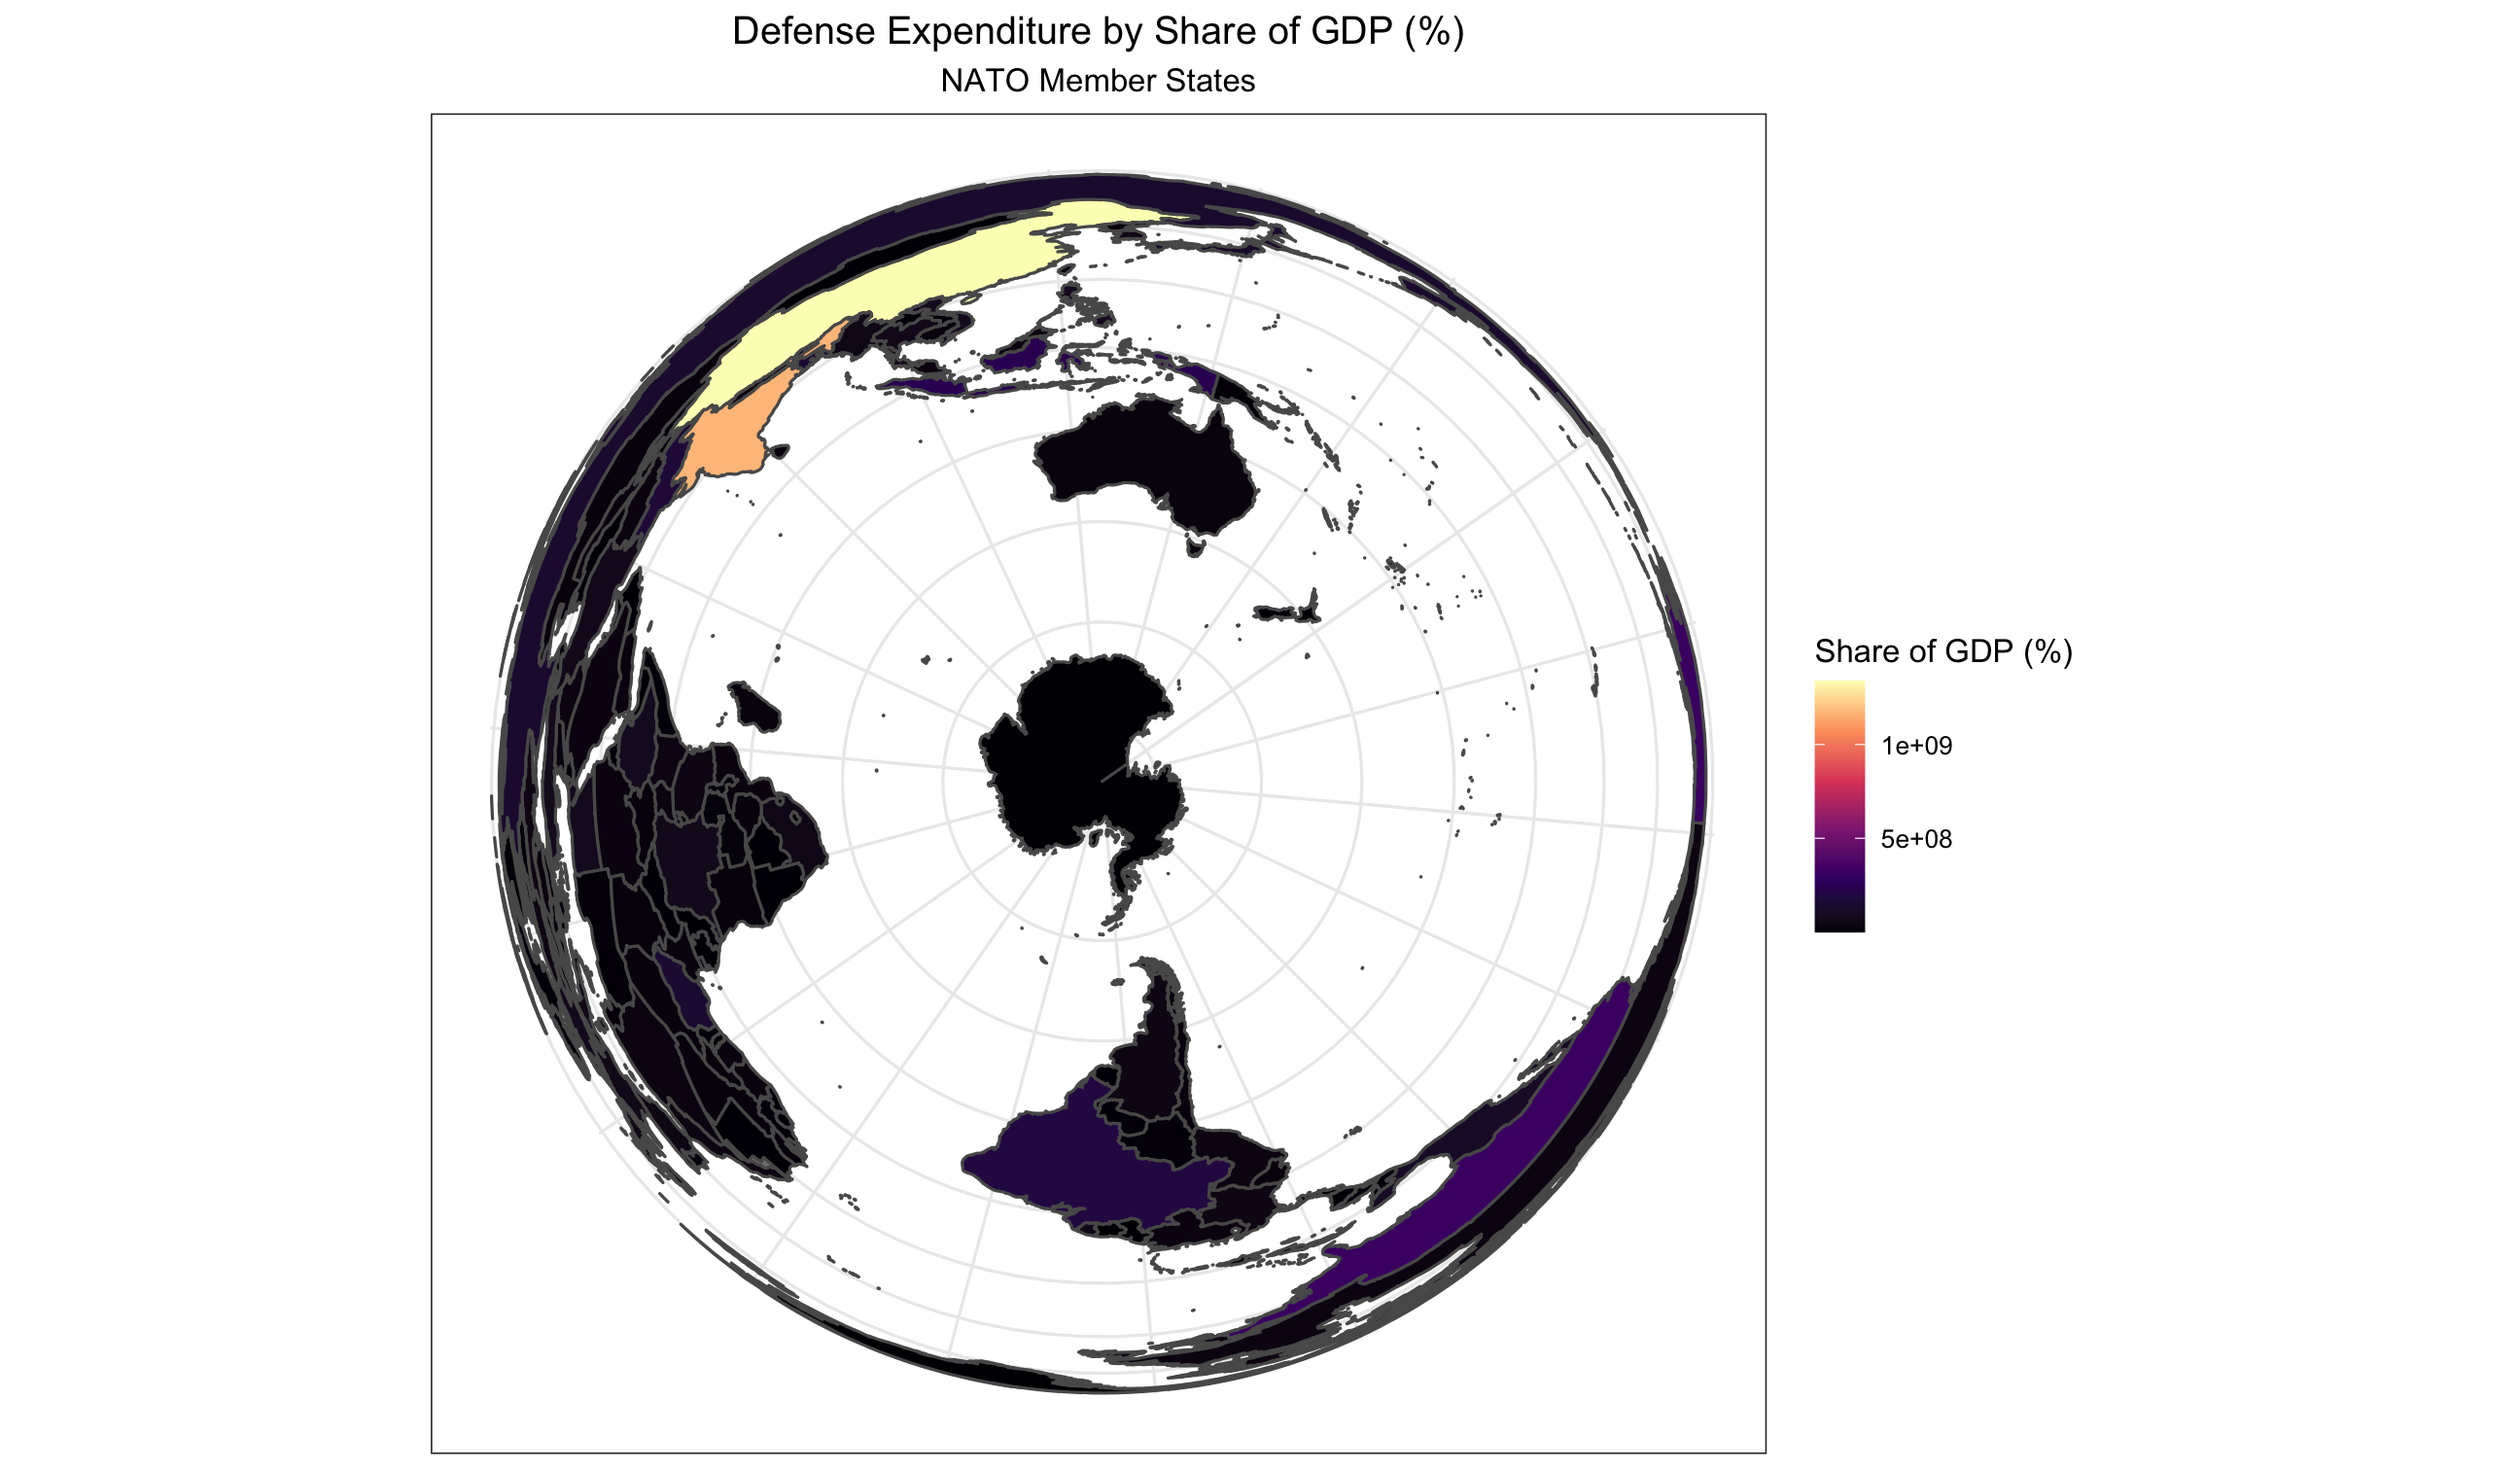 Defense Expenditure by Share of GDP (%)
NATO Member States
Share of GDP (%)
1e+09
5e+08